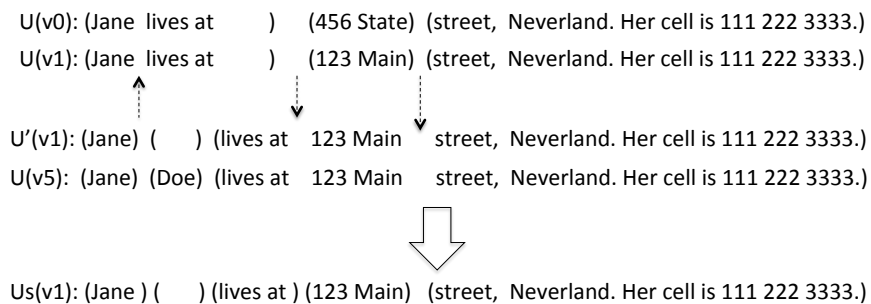 U(v0): (Jane lives at ) (456 State) (street, Neverland. Her cell is 111 222 3333.)
U(v1): (Jane lives at ) (123 Main) (street, Neverland. Her cell is 111 222 3333.)
U’(v1): (Jane) ( ) (lives at 123 Main street, Neverland. Her cell is 111 222 3333.)
U(v5): (Jane) (Doe) (lives at 123 Main street, Neverland. Her cell is 111 222 3333.)
Us(v1): (Jane ) ( ) (lives at ) (123 Main) (street, Neverland. Her cell is 111 222 3333.)